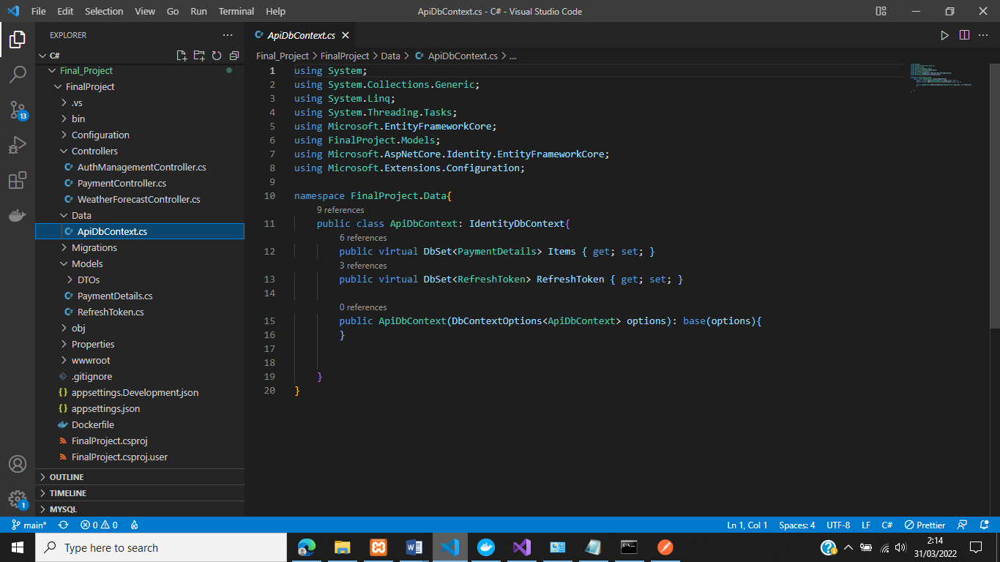 File Edit Selection View Go Run Terminal Help ApiDbContext.cs - C# - Visual Studio Code
EXPLORER
C#
Final_Project
FinalProject
.vs
bin
Configuration
Controllers
C# AuthManagementController.cs
C# PaymentController.cs
C# WeatherForecastController.cs
Data
C# ApiDbContext.cs
Migrations
Models
DTOs
C# PaymentDetails.cs
C# RefreshToken.cs
obj
Properties
wwwroot
.gitignore
{} appsettings.Development.json
{} appsettings.json
Dockerfile
FinalProject.csproj
FinalProject.csproj.user
OUTLINE
TIMELINE
MYSQL
13
1
C# ApiDbContext.cs
Final_Project > FinalProject > Data > C# ApiDbContext.cs > ...
1 using System;
2 using System.Collections.Generic;
3 using System.Linq;
4 using System.Threading.Tasks;
5 using Microsoft.EntityFrameworkCore;
6 using FinalProject.Models;
7 using Microsoft.AspNetCore.Identity.EntityFrameworkCore;
8 using Microsoft.Extensions.Configuration;
9
10 namespace FinalProject.Data{
9 references
11 public class ApiDbContext: IdentityDbContext{
6 references
12 public virtual DbSet<PaymentDetails> Items { get; set; }
3 references
13 public virtual DbSet<RefreshToken> RefreshToken { get; set; }
14
0 references
15 public ApiDbContext(DbContextOptions<ApiDbContext> options): base(options){
16 }
17
18
19 }
20 }
main* 0 0 Ln 1, Col 1 Spaces: 4 UTF-8 LF C# Prettier
Type here to search
2:14
31/03/2022